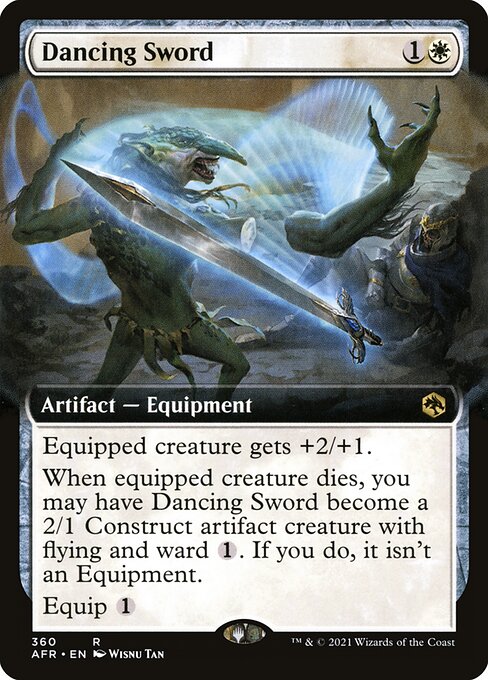 Dancing Sword 1
Artifact — Equipment
Equipped creature gets +2/+1.
When equipped creature dies, you
may have Dancing Sword become a
2/1 Construct artifact creature with
flying and ward 1. If you do, it isn't
an Equipment.
Equip 1
360 R
AFR • EN Wisnu Tan
™ & © 2021 Wizards of the Coast